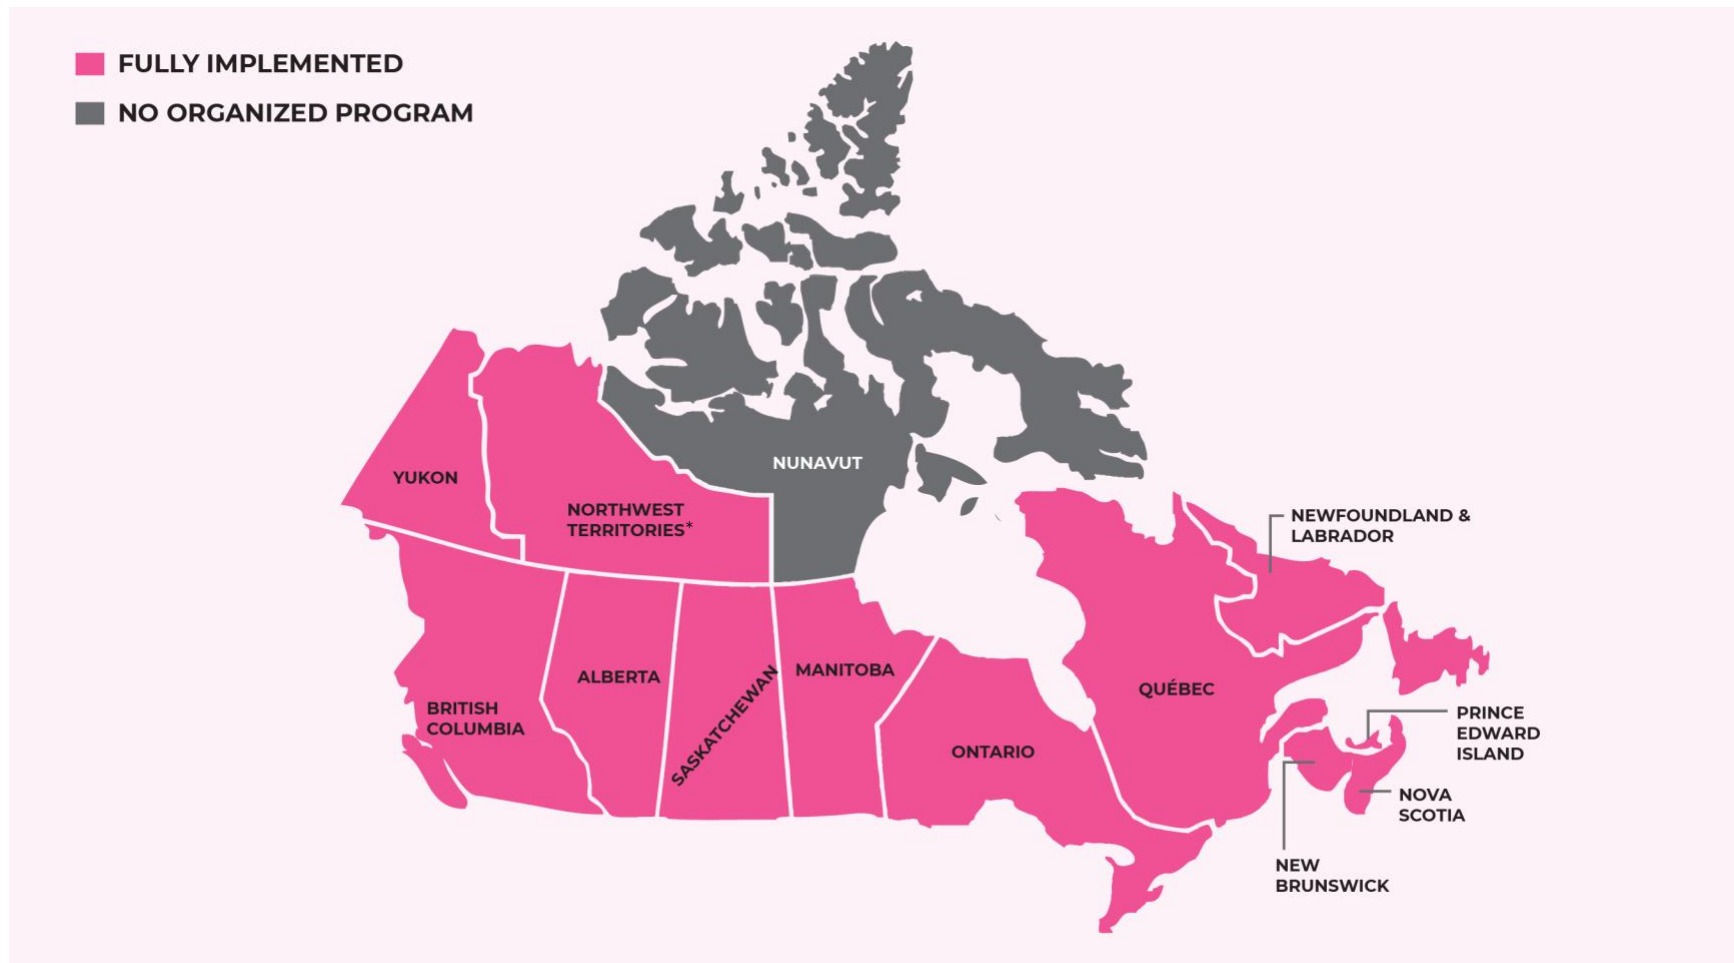 FULLY IMPLEMENTED
NO ORGANIZED PROGRAM
NUNAVUT
YUKON
NORTHWEST
TERRITORIES*
NEWFOUNDLAND &
LABRADOR
BRITISH
COLUMBIA
ALBERTA
SASKATCHEWAN
MANITOBA
ONTARIO
QUÉBEC
PRINCE
EDWARD
ISLAND
NOVA
SCOTIA
NEW
BRUNSWICK